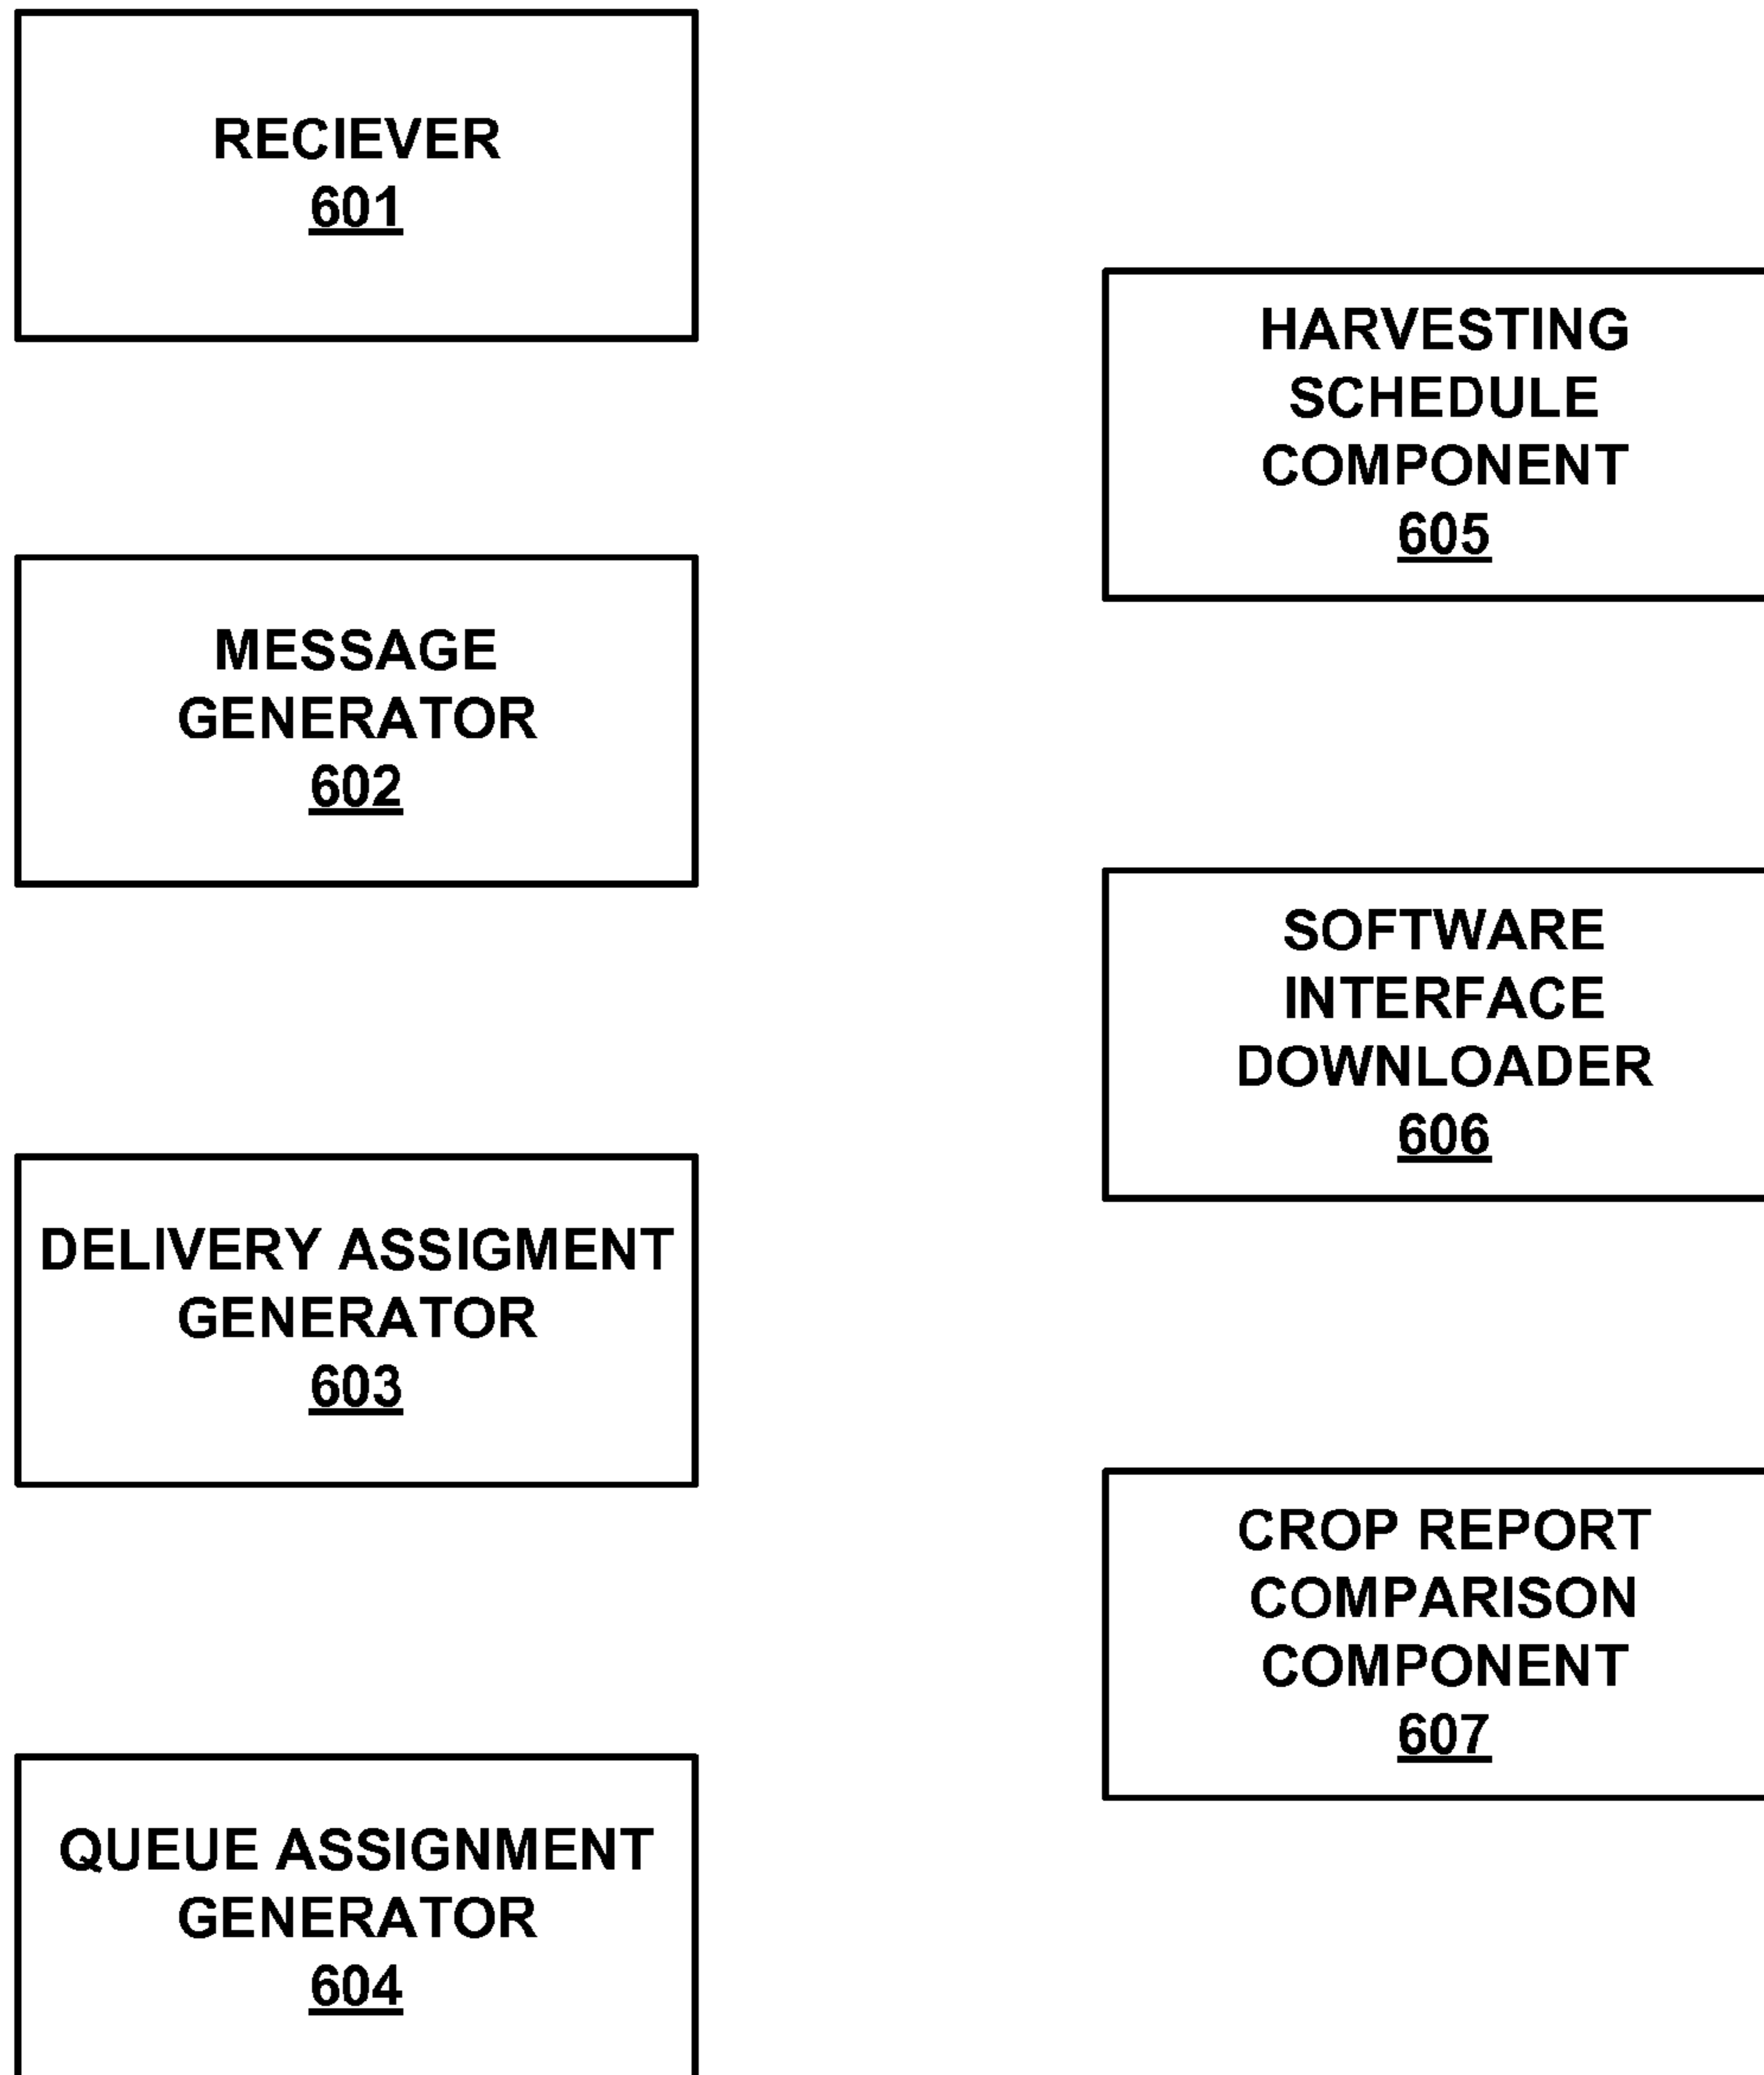 RECIEVER
601
MESSAGE
GENERATOR
602
DELIVERY ASSIGMENT
GENERATOR
603
QUEUE ASSIGNMENT
GENERATOR
604
HARVESTING
SCHEDULE
COMPONENT
605
SOFTWARE
INTERFACE
DOWNLOADER
606
CROP REPORT
COMPARISON
COMPONENT
607